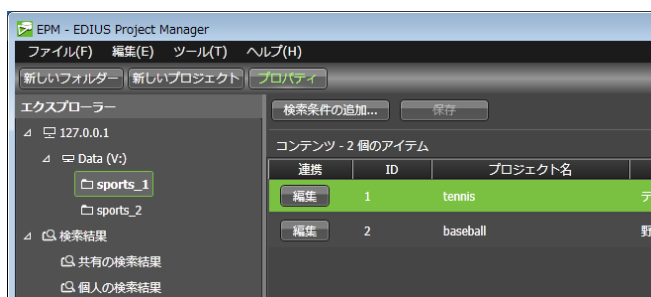 EPM - EDIUS Project Manager
ファイル(F) 編集(E) ツール(T) ヘルプ(H)
新しいフォルダー 新しいプロジェクト プロパティ
エクスプローラー
127.0.0.1
Data (V:)
sports_1
sports_2
検索結果
共有の検索結果
個人の検索結果
検索条件の追加... 保存
コンテンツ - 2 個のアイテム
連携 ID プロジェクト名
編集 1 tennis テ
編集 2 baseball 野